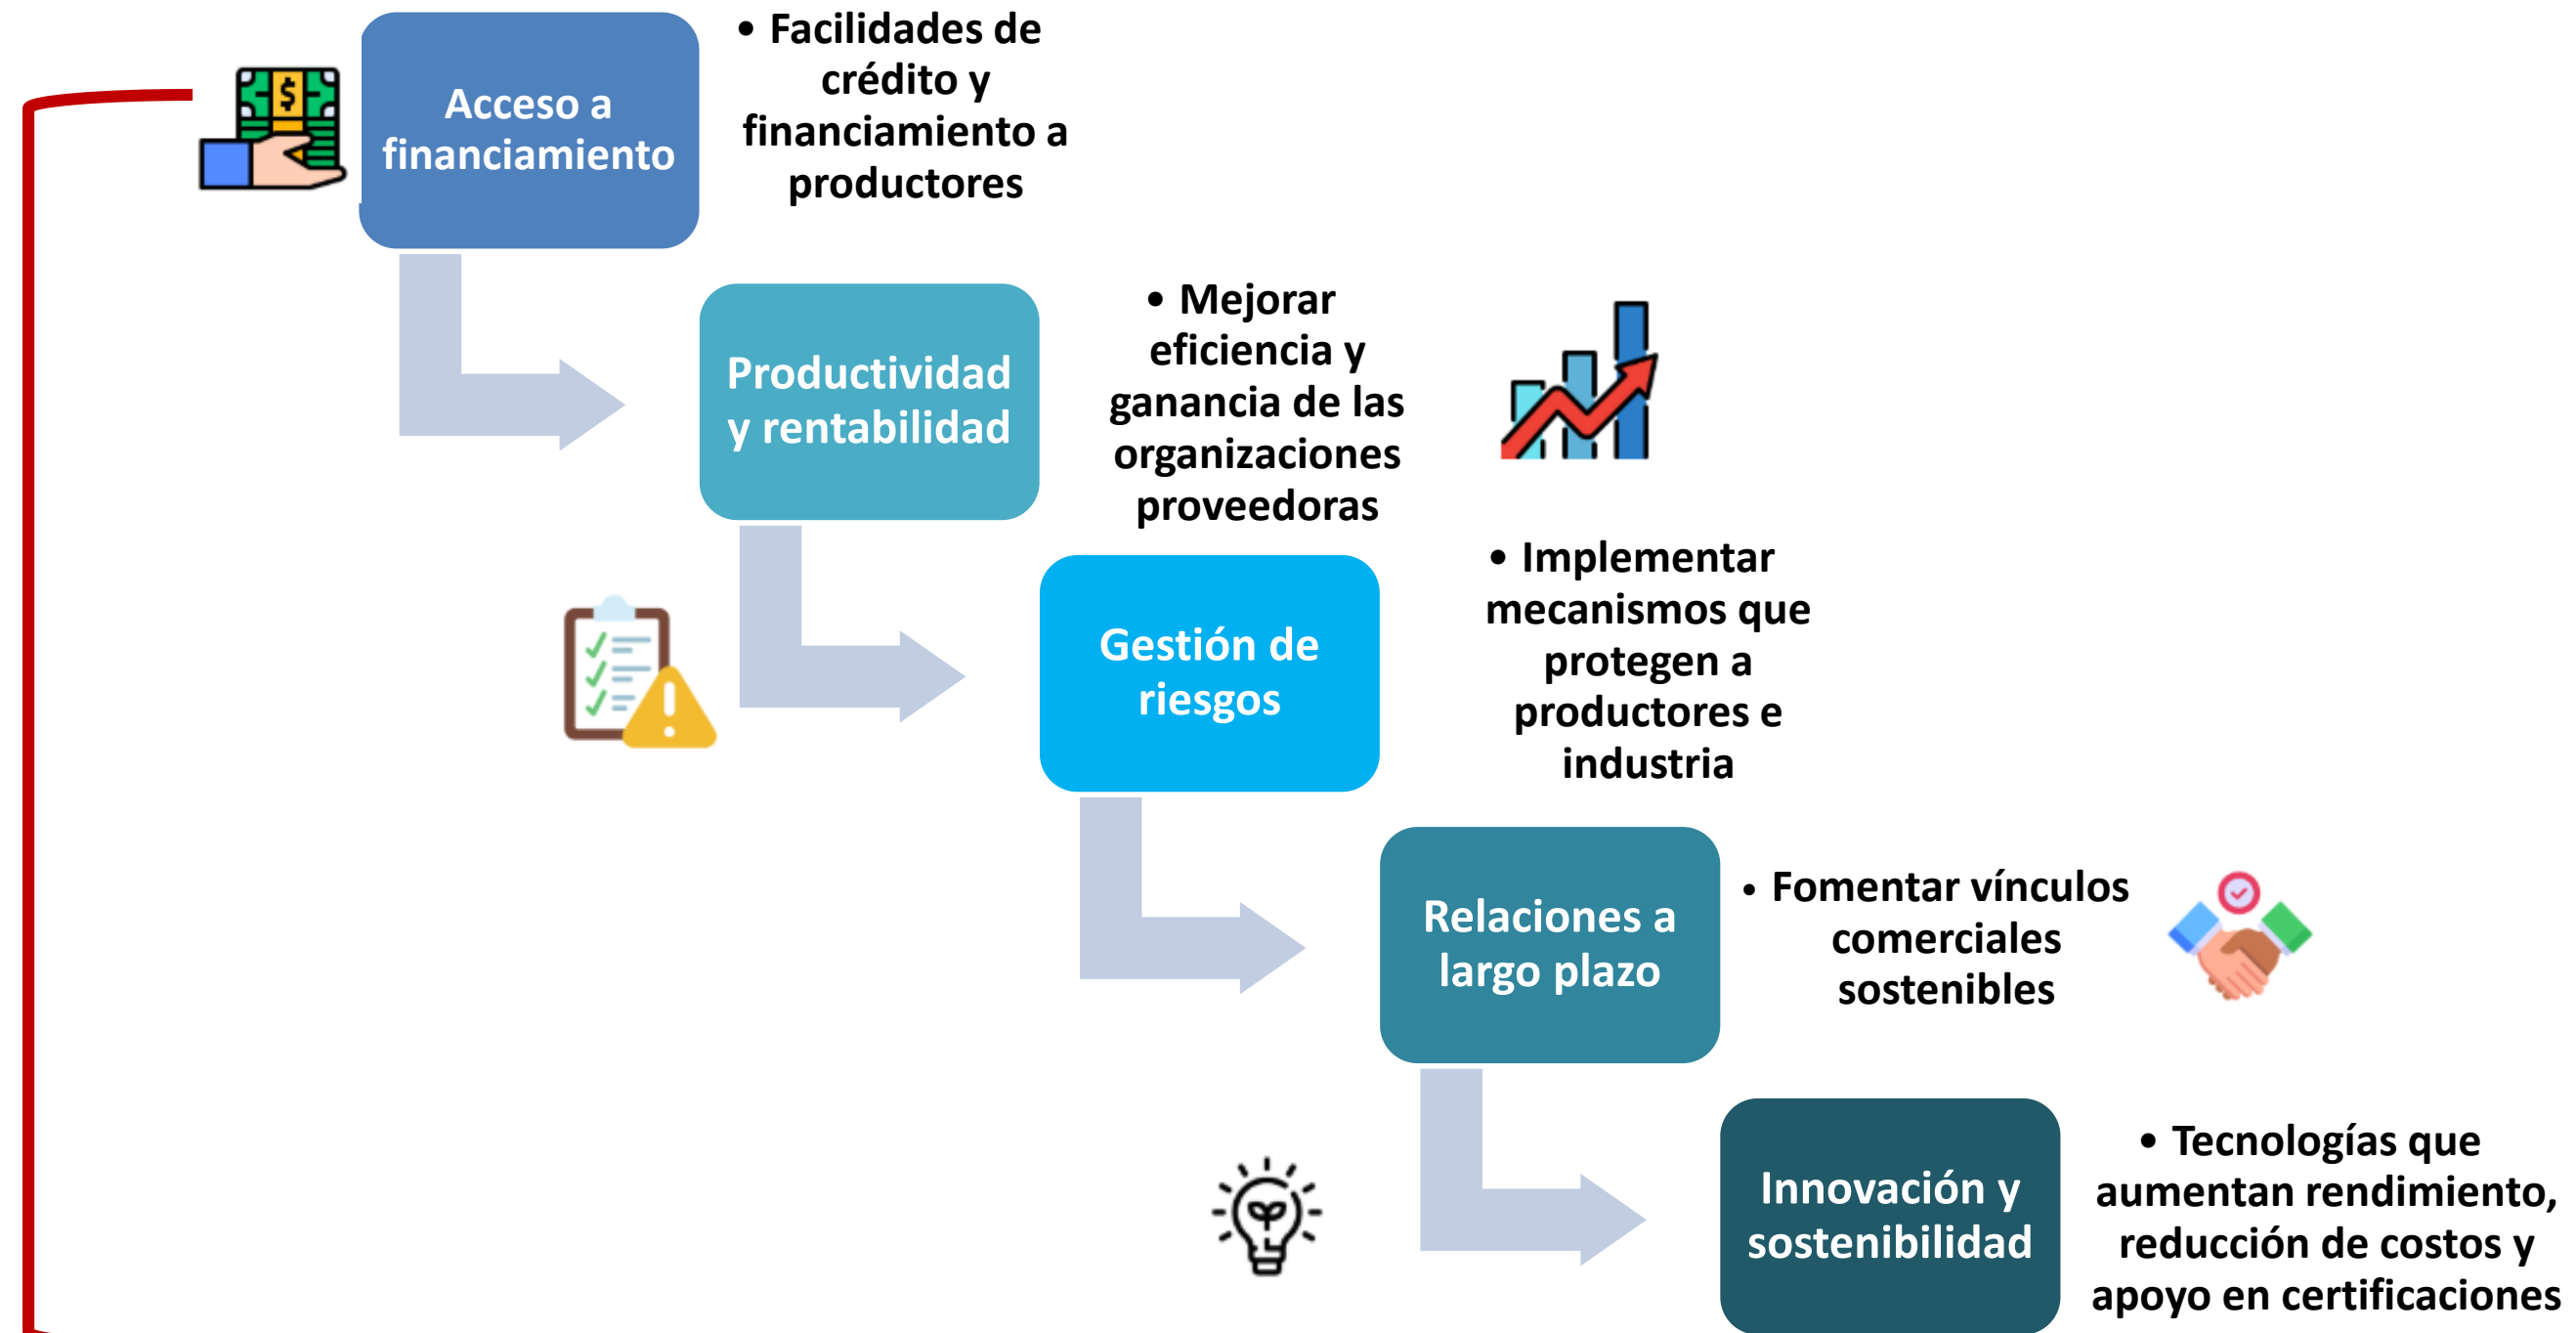 Acceso a
financiamiento
• Facilidades de
crédito y
financiamiento a
productores
Productividad
y rentabilidad
• Mejorar
eficiencia y
ganancia de las
organizaciones
proveedoras
Gestión de
riesgos
• Implementar
mecanismos que
protegen a
productores e
industria
Relaciones a
largo plazo
• Fomentar vínculos
comerciales
sostenibles
Innovación y
sostenibilidad
• Tecnologías que
aumentan rendimiento,
reducción de costos y
apoyo en certificaciones